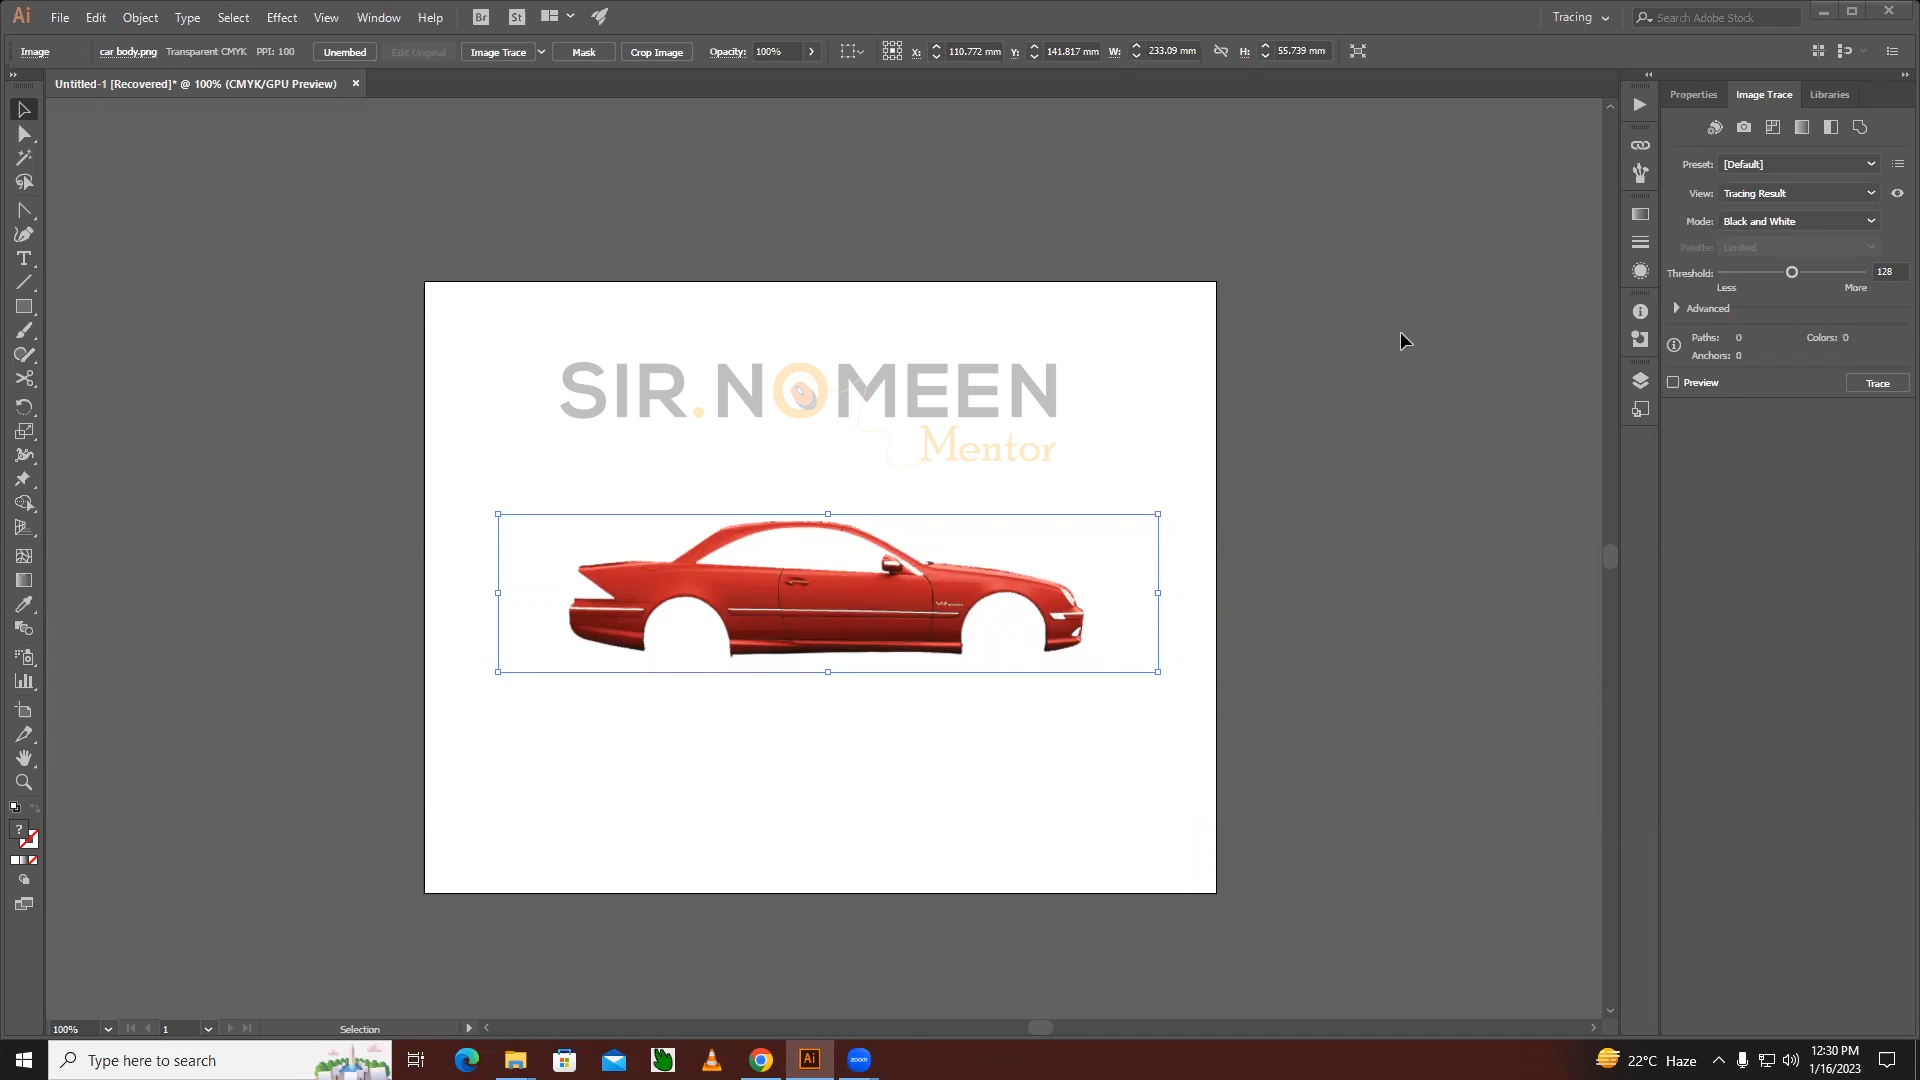 Ai File Edit Object Type Select Effect View Window Help Br St Tracing Search Adobe Stock
Image car body.png Transparent CMYK PPI: 100 Unembed Edit Original Image Trace Mask Crop Image Opacity: 100% X: 110.772 mm Y: 141.817 mm W: 233.09 mm H: 55.739 mm
Untitled-1 [Recovered]* @ 100% (CMYK/GPU Preview)
Properties Image Trace Libraries
Preset: [Default]
View: Tracing Result
Mode: Black and White
Palette: Limited
Threshold: 128
Less More
Advanced
Paths: 0 Colors: 0
Anchors: 0
Preview Trace
SIR.NOMEEN
Mentor
?
100% 1 Selection
Type here to search Ai zoom 22°C Haze 12:30 PM
1/16/2023